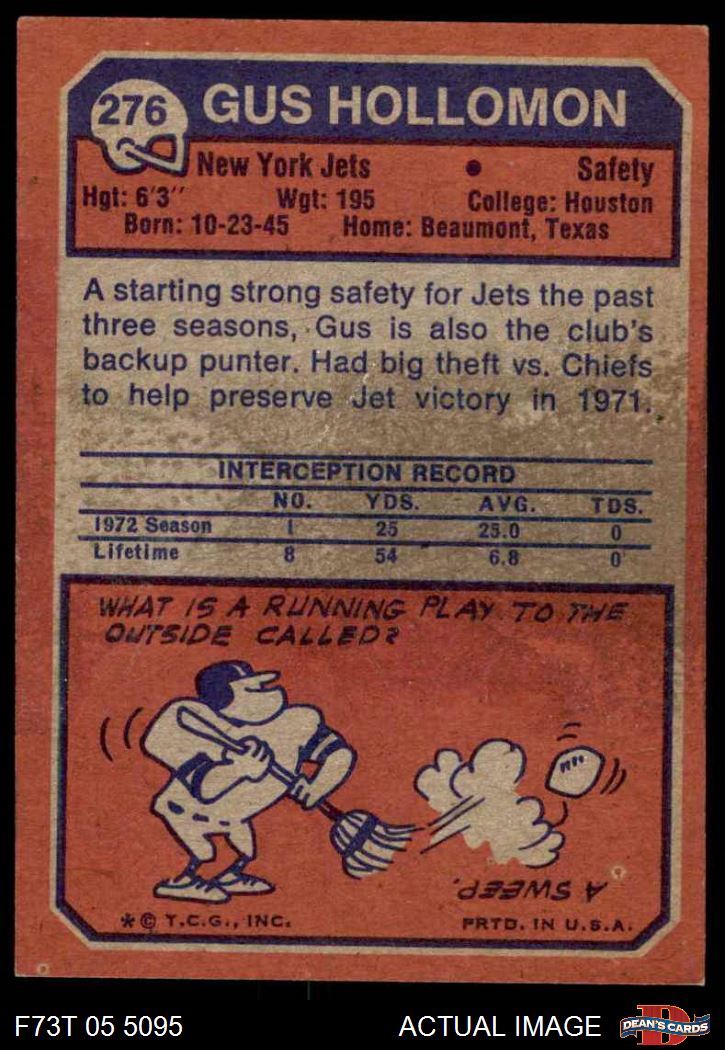 276 GUS HOLLOMON
New York Jets • Safety
Hgt: 6'3" Wgt: 195 College: Houston
Born: 10-23-45 Home: Beaumont, Texas
A starting strong safety for Jets the past
three seasons, Gus is also the club's
backup punter. Had big theft vs. Chiefs
to help preserve Jet victory in 1971.
INTERCEPTION RECORD
NO. YDS. AVG. TDS.
1972 Season 1 25 25.0 0
Lifetime 8 54 6.8 0
WHAT IS A RUNNING PLAY TO THE
OUTSIDE CALLED?
A SWEEP.
* © T.C.G., INC. PRTD. IN U.S.A.
F73T 05 5095 ACTUAL IMAGE D DEAN'S CARDS